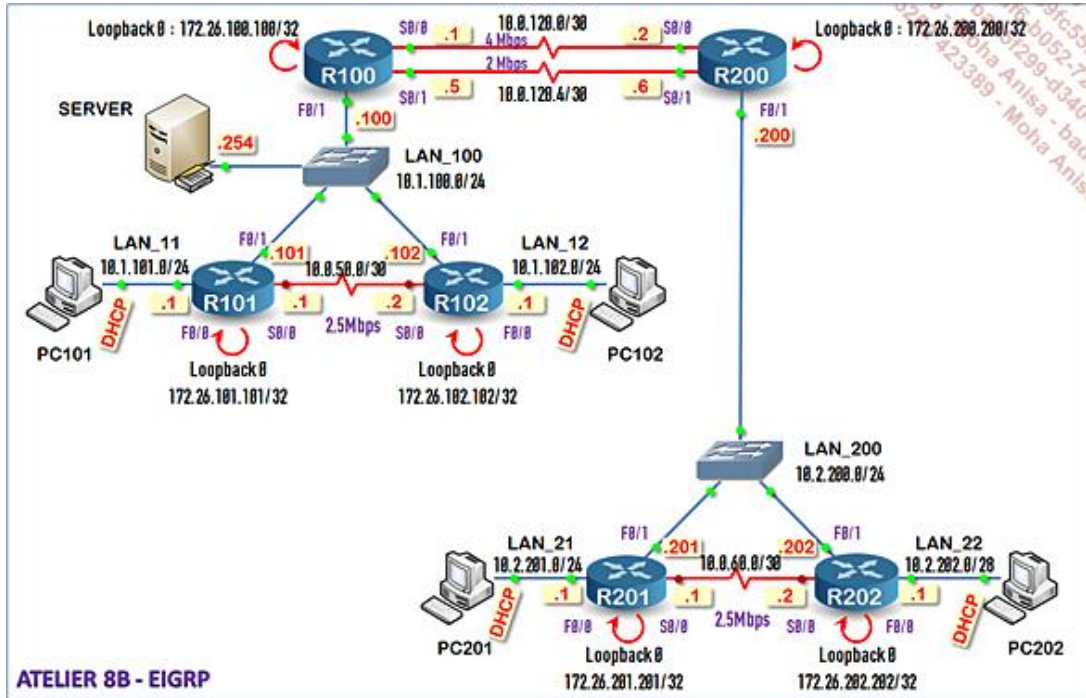 Loopback 0 : 172.26.100.100/32
S0/0
.1
10.0.120.0/30
.2
S0/0
Loopback 0 : 172.26.200.200/32
4 Mbps
R100
R200
2 Mbps
.5
.6
S0/1
10.0.120.4/30
S0/1
F0/1
F0/1
SERVER
.100
.200
.254
LAN_100
10.1.100.0/24
LAN_11
F0/1
F0/1
LAN_12
10.1.101.0/24
.101
10.0.50.0/30
.102
10.1.102.0/24
.1
R101
.1
.2
R102
.1
DHCP
F0/0
S0/0
2.5Mbps
S0/0
F0/0
DHCP
PC101
PC102
Loopback 0
172.26.101.101/32
Loopback 0
172.26.102.102/32
LAN_200
10.2.200.0/24
LAN_21
F0/1
F0/1
LAN_22
10.2.201.0/24
.201
10.0.60.0/30
.202
10.2.202.0/28
.1
R201
.1
.2
R202
.1
DHCP
F0/0
S0/0
2.5Mbps
S0/0
F0/0
DHCP
PC201
PC202
Loopback 0
172.26.201.201/32
Loopback 0
172.26.202.202/32
ATELIER 8B - EIGRP
423389 - Moha Anisa